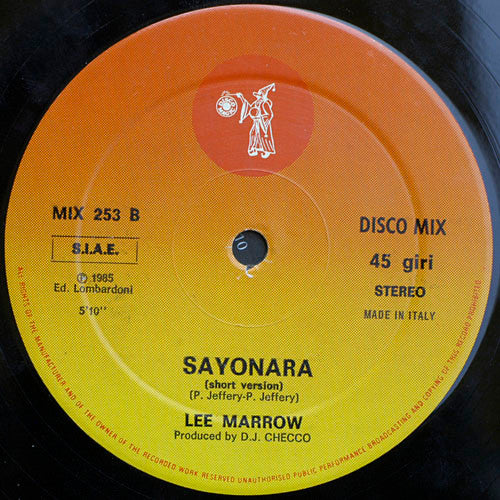 MIX 253 B
S.I.A.E.
℗ 1985
Ed. Lombardoni
5'10"
DISCO MIX
45 giri
STEREO
MADE IN ITALY
SAYONARA
(short version)
(P. Jeffery-P. Jeffery)
LEE MARROW
Produced by D.J. CHECCO
ALL RIGHTS OF THE MANUFACTURER AND OF THE OWNER OF THE RECORDED WORK RESERVED UNAUTHORISED PUBLIC PERFORMANCE BROADCASTING AND COPYING OF THIS RECORD PROHIBITED